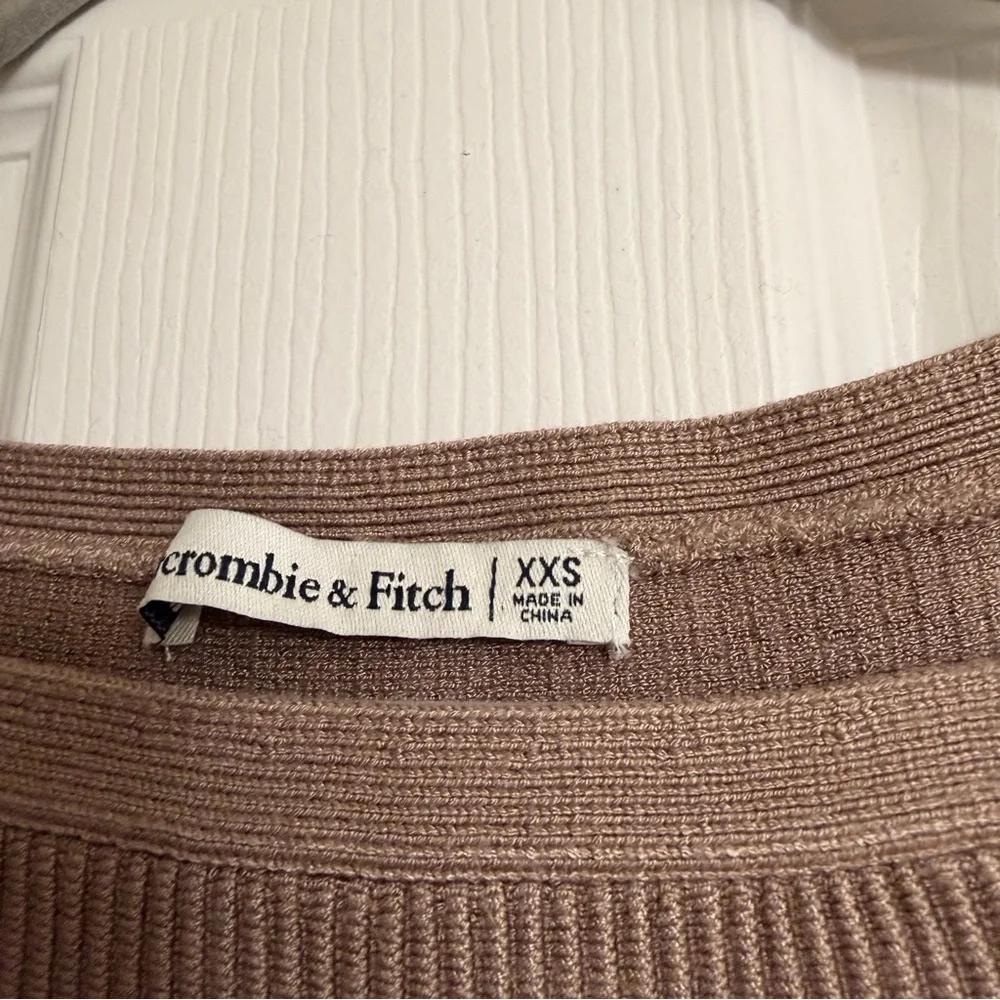 crombie & Fitch | XXS
MADE IN
CHINA